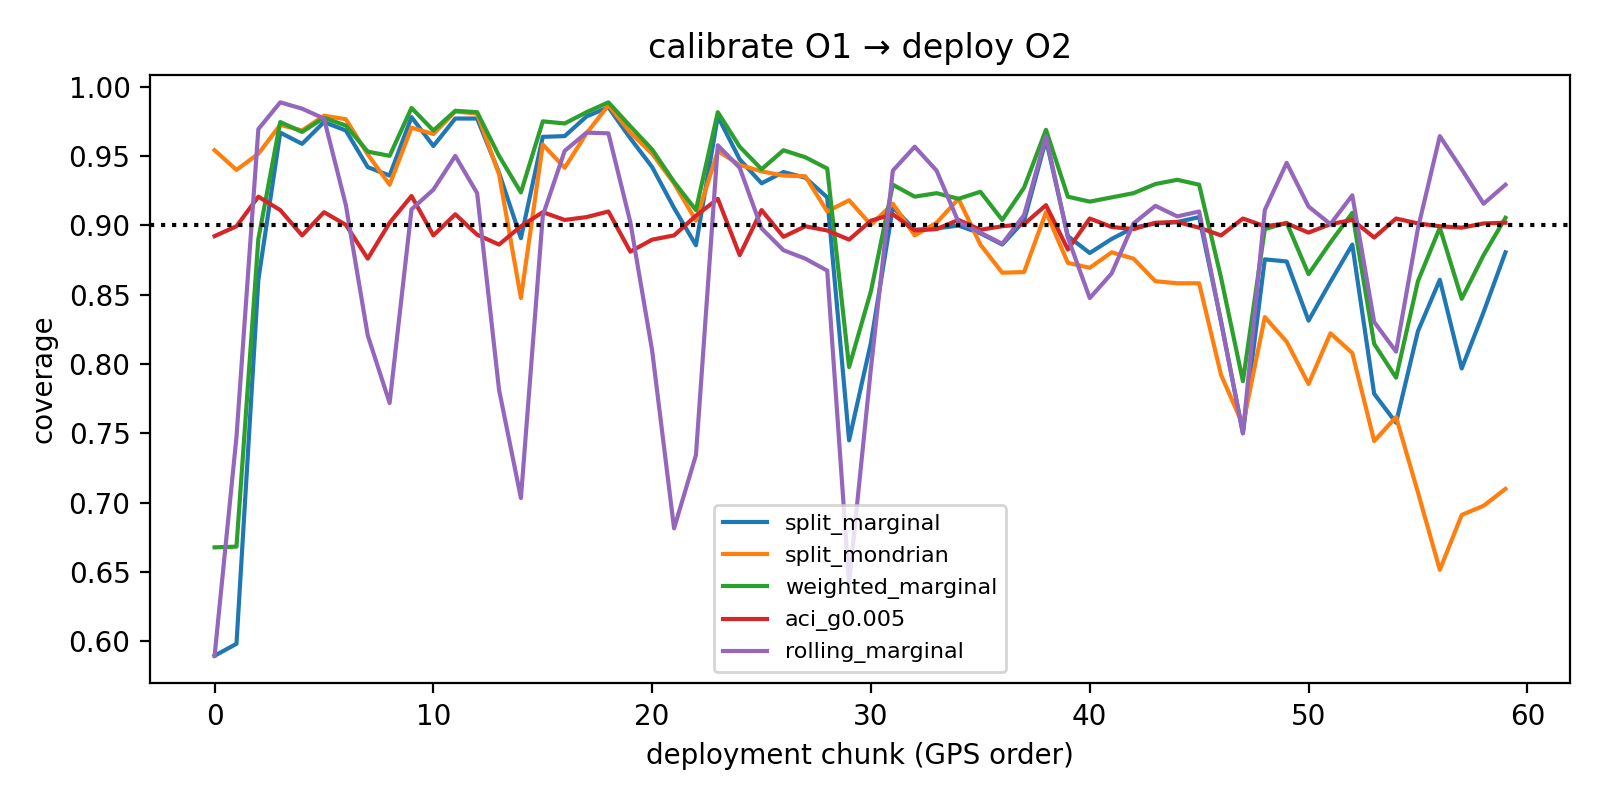 calibrate O1 → deploy O2
1.00
0.95
0.90
0.85
0.80
0.75
0.70
0.65
0.60
coverage
split_marginal
split_mondrian
weighted_marginal
aci_g0.005
rolling_marginal
0 10 20 30 40 50 60
deployment chunk (GPS order)